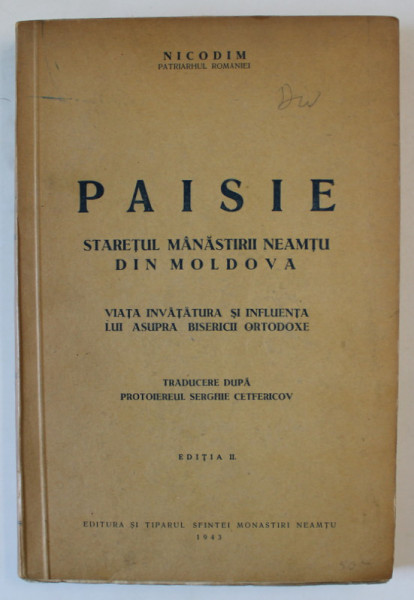 NICODIM
PATRIARHUL ROMANIEI
PAISIE
STAREȚUL MÂNĂSTIRII NEAMȚU
DIN MOLDOVA
VIAȚA INVĂȚĂTURA ȘI INFLUENȚA
LUI ASUPRA BISERICII ORTODOXE
TRADUCERE DUPĂ
PROTOIEREUL SERGHIE CETFERICOV
EDIȚIA II.
EDITURA ȘI TIPARUL SFINTEI MONASTIRI NEAMȚU
1943